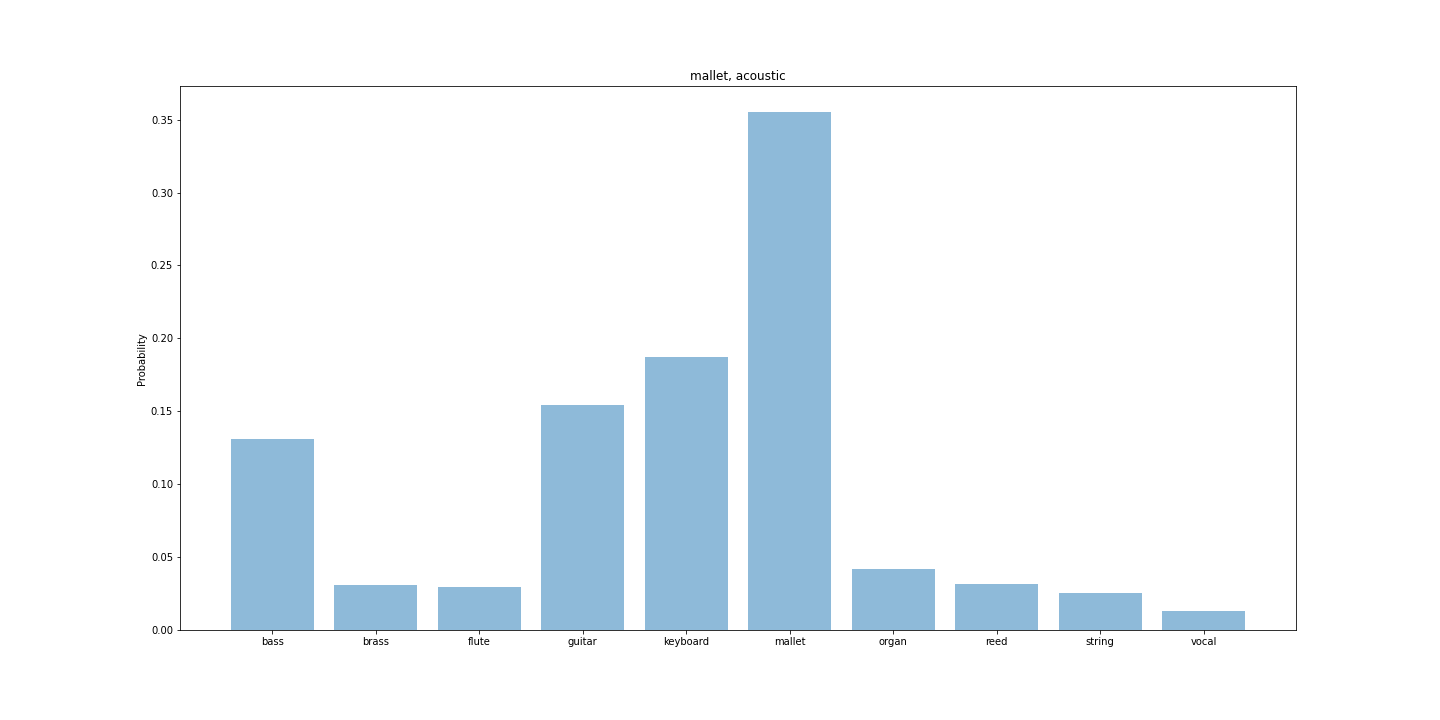 mallet, acoustic
0.35
0.30
0.25
0.20
0.15
0.10
0.05
0.00
Probability
bass brass flute guitar keyboard mallet organ reed string vocal